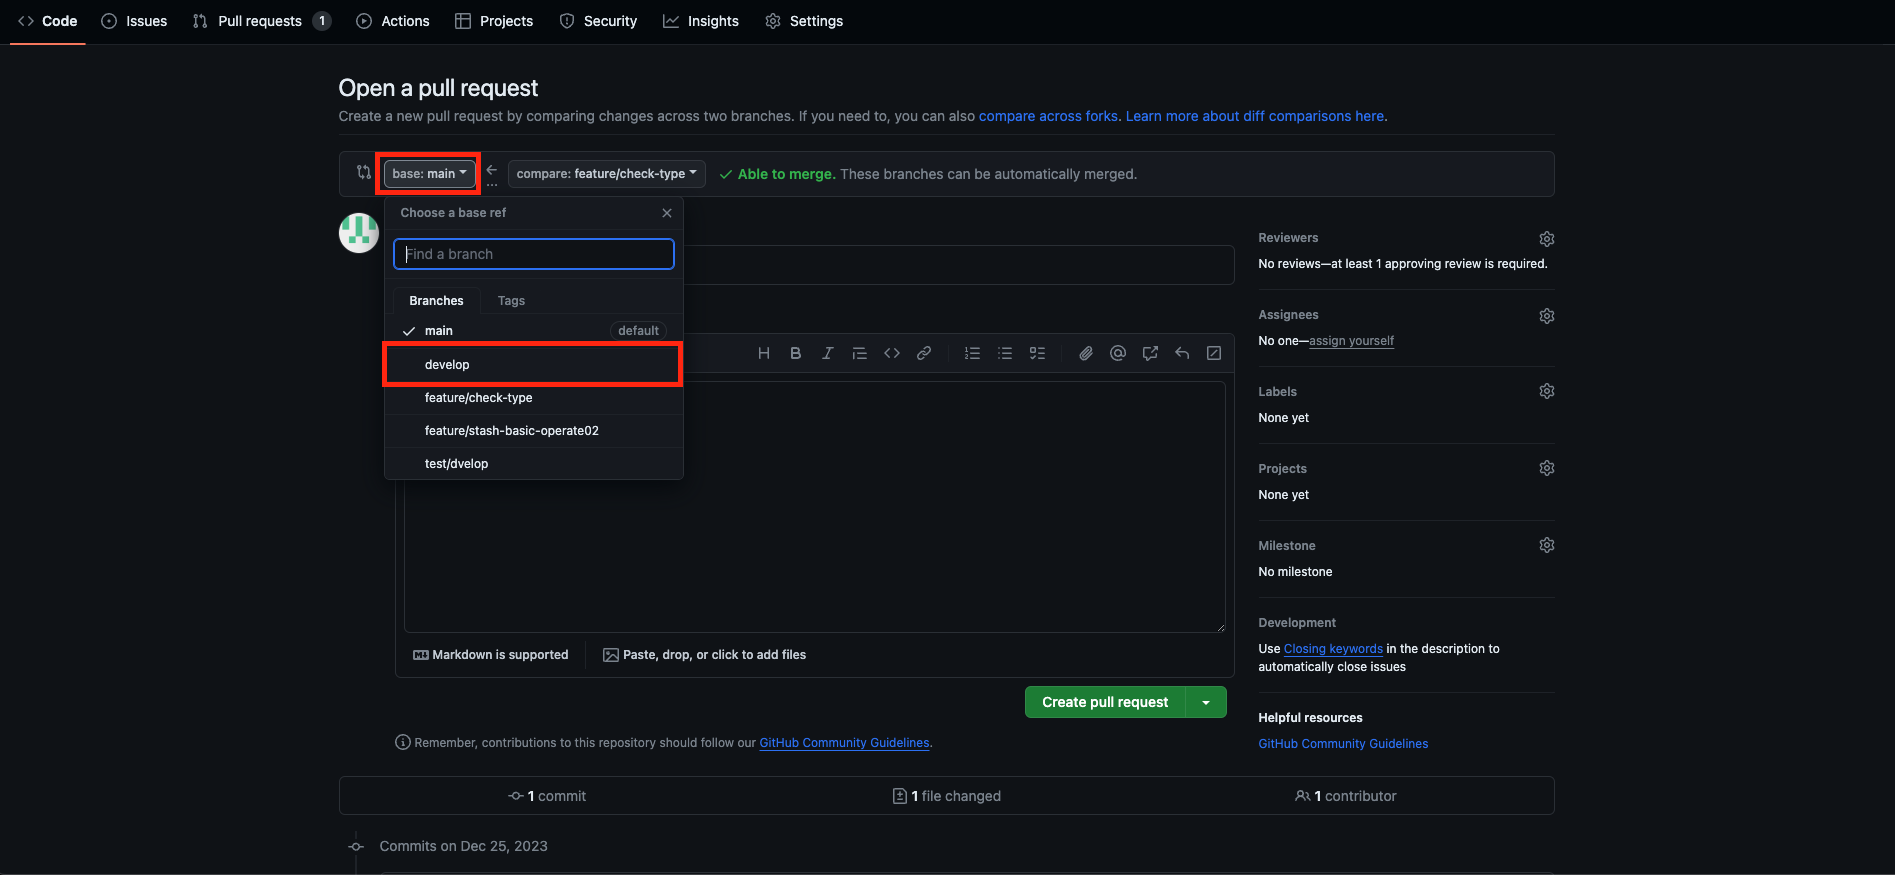 Code Issues Pull requests 1 Actions Projects Security Insights Settings
Open a pull request
Create a new pull request by comparing changes across two branches. If you need to, you can also compare across forks. Learn more about diff comparisons here.
base: main ← ... compare: feature/check-type Able to merge. These branches can be automatically merged.
Choose a base ref
Find a branch
Branches Tags
main default
develop
feature/check-type
feature/stash-basic-operate02
test/dvelop
Markdown is supported Paste, drop, or click to add files
Create pull request
Remember, contributions to this repository should follow our GitHub Community Guidelines.
Reviewers
No reviews—at least 1 approving review is required.
Assignees
No one—assign yourself
Labels
None yet
Projects
None yet
Milestone
No milestone
Development
Use Closing keywords in the description to
automatically close issues
Helpful resources
GitHub Community Guidelines
1 commit 1 file changed 1 contributor
Commits on Dec 25, 2023